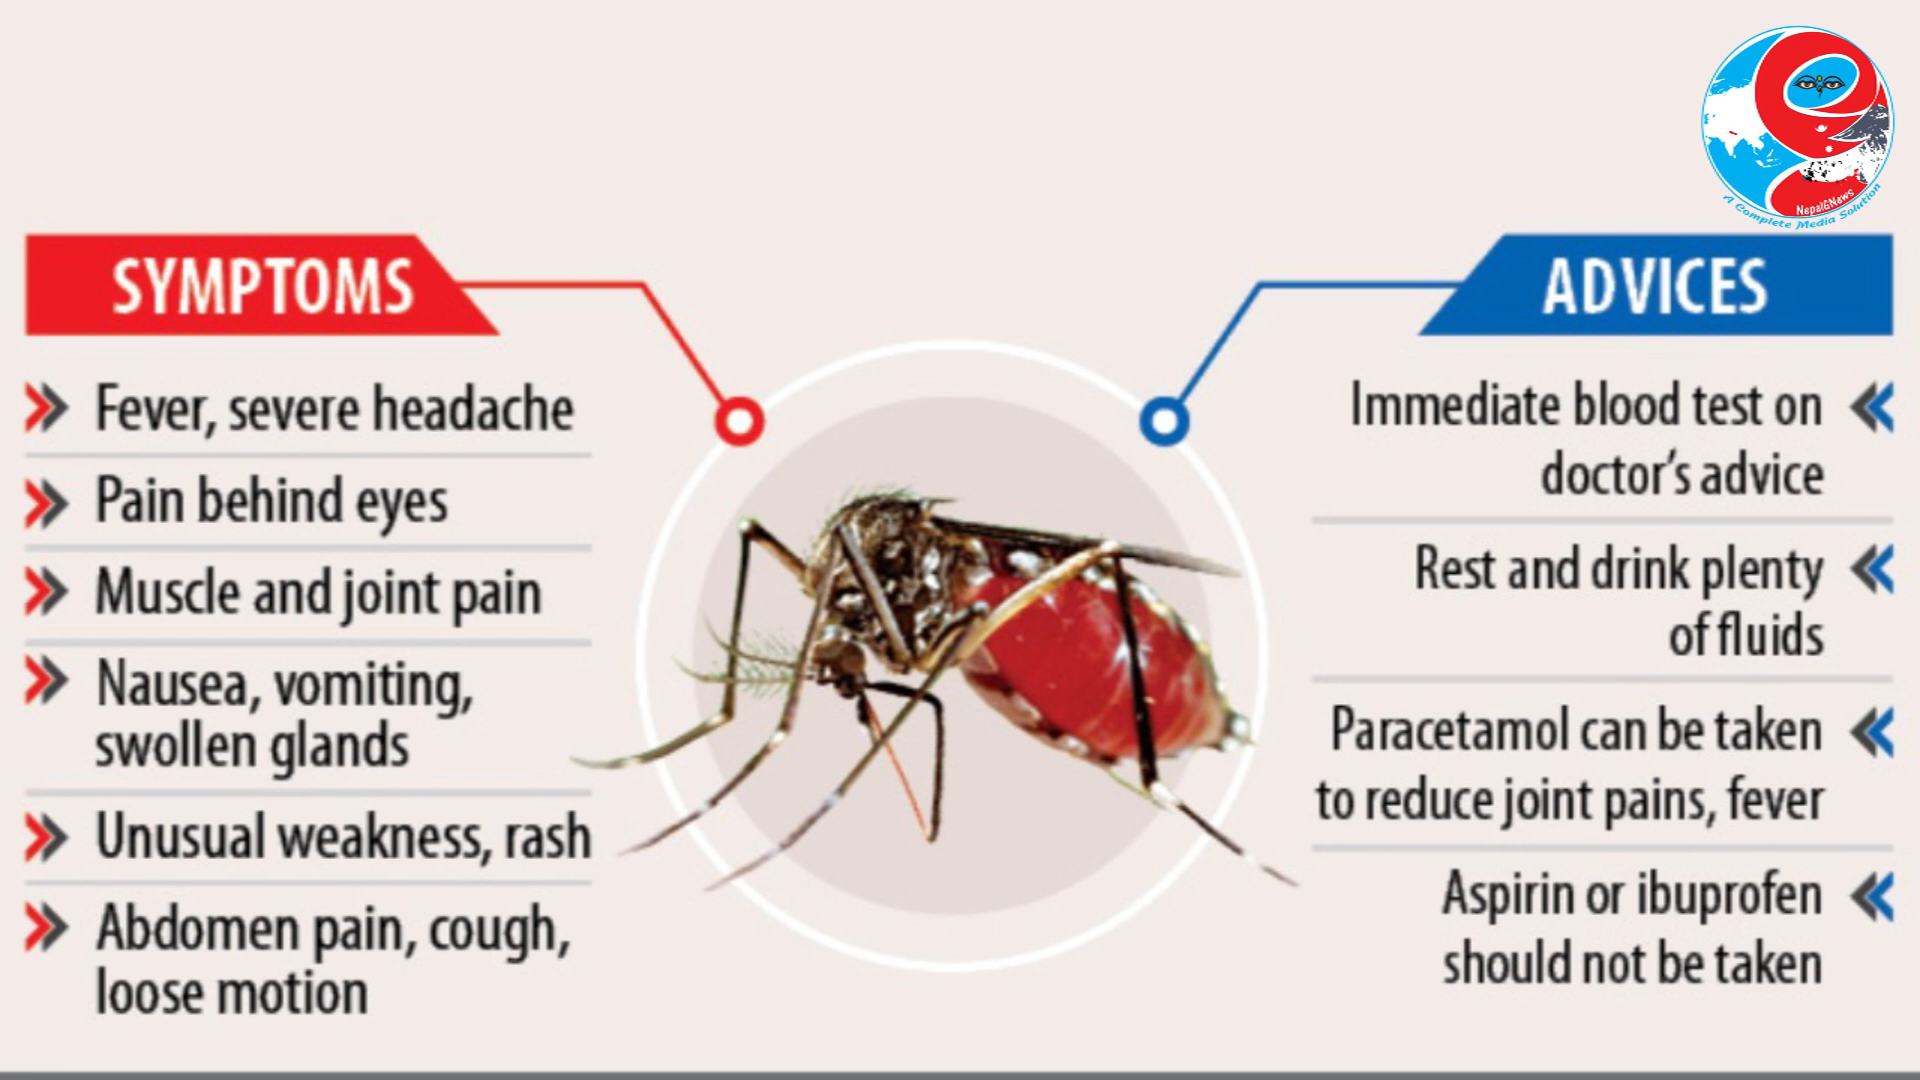 NepalENews
A Complete Media Solution
SYMPTOMS
Fever, severe headache
Pain behind eyes
Muscle and joint pain
Nausea, vomiting,
swollen glands
Unusual weakness, rash
Abdomen pain, cough,
loose motion
ADVICES
Immediate blood test on
doctor's advice
Rest and drink plenty
of fluids
Paracetamol can be taken
to reduce joint pains, fever
Aspirin or ibuprofen
should not be taken